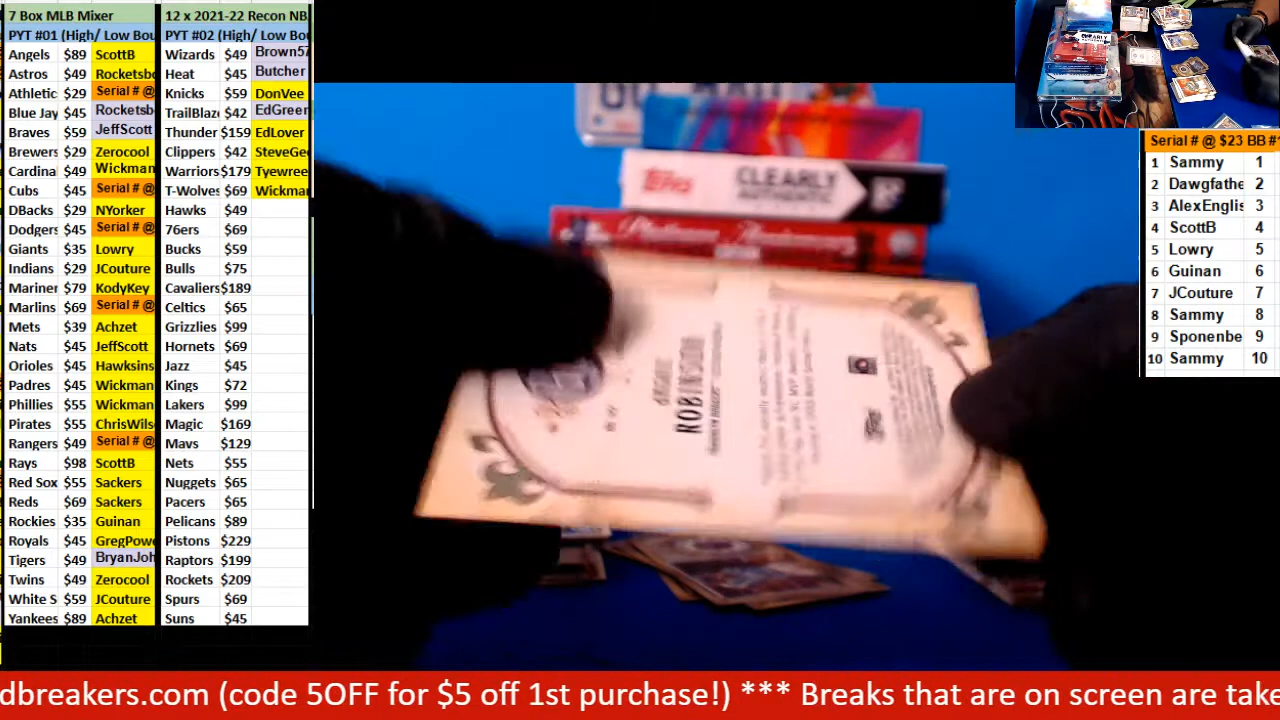 7 Box MLB Mixer
PYT #01 (High/ Low Bou
Angels $89 ScottB
Astros $49 Rocketsbo
Athletic $29 Serial # @
Blue Jay $45 Rocketsb
Braves $59 JeffScott
Brewers $29 Zerocool
Cardina $49 Wickman
Cubs $45 Serial # @
DBacks $29 NYorker
Dodgers $45 Serial # @
Giants $35 Lowry
Indians $29 JCouture
Mariner $79 KodyKey
Marlins $69 Serial # @
Mets $39 Achzet
Nats $45 JeffScott
Orioles $45 Hawksins
Padres $45 Wickman
Phillies $55 Wickman
Pirates $55 ChrisWils
Rangers $49 Serial # @
Rays $98 ScottB
Red Sox $55 Sackers
Reds $69 Sackers
Rockies $35 Guinan
Royals $45 GregPow
Tigers $49 BryanJoh
Twins $49 Zerocool
White S $59 JCouture
Yankees $89 Achzet
12 x 2021-22 Recon NB
PYT #02 (High/ Low Bou
Wizards $49 Brown57
Heat $45 Butcher
Knicks $59 DonVee
TrailBlaz $42 EdGreen
Thunder $159 EdLover
Clippers $42 SteveGe
Warriors $179 Tyewree
T-Wolves $69 Wickma
Hawks $49
76ers $69
Bucks $59
Bulls $75
Cavaliers $189
Celtics $65
Grizzlies $99
Hornets $69
Jazz $45
Kings $72
Lakers $99
Magic $169
Mavs $129
Nets $55
Nuggets $65
Pacers $65
Pelicans $89
Pistons $229
Raptors $199
Rockets $209
Spurs $69
Suns $45
Topps CLEARLY AUTHENTIC
ROBINSON
Topps
Serial # @ $23 BB #
1 Sammy 1
2 Dawgfathe 2
3 AlexEnglis 3
4 ScottB 4
5 Lowry 5
6 Guinan 6
7 JCouture 7
8 Sammy 8
9 Sponenbe 9
10 Sammy 10
dbreakers.com (code 5OFF for $5 off 1st purchase!) *** Breaks that are on screen are take